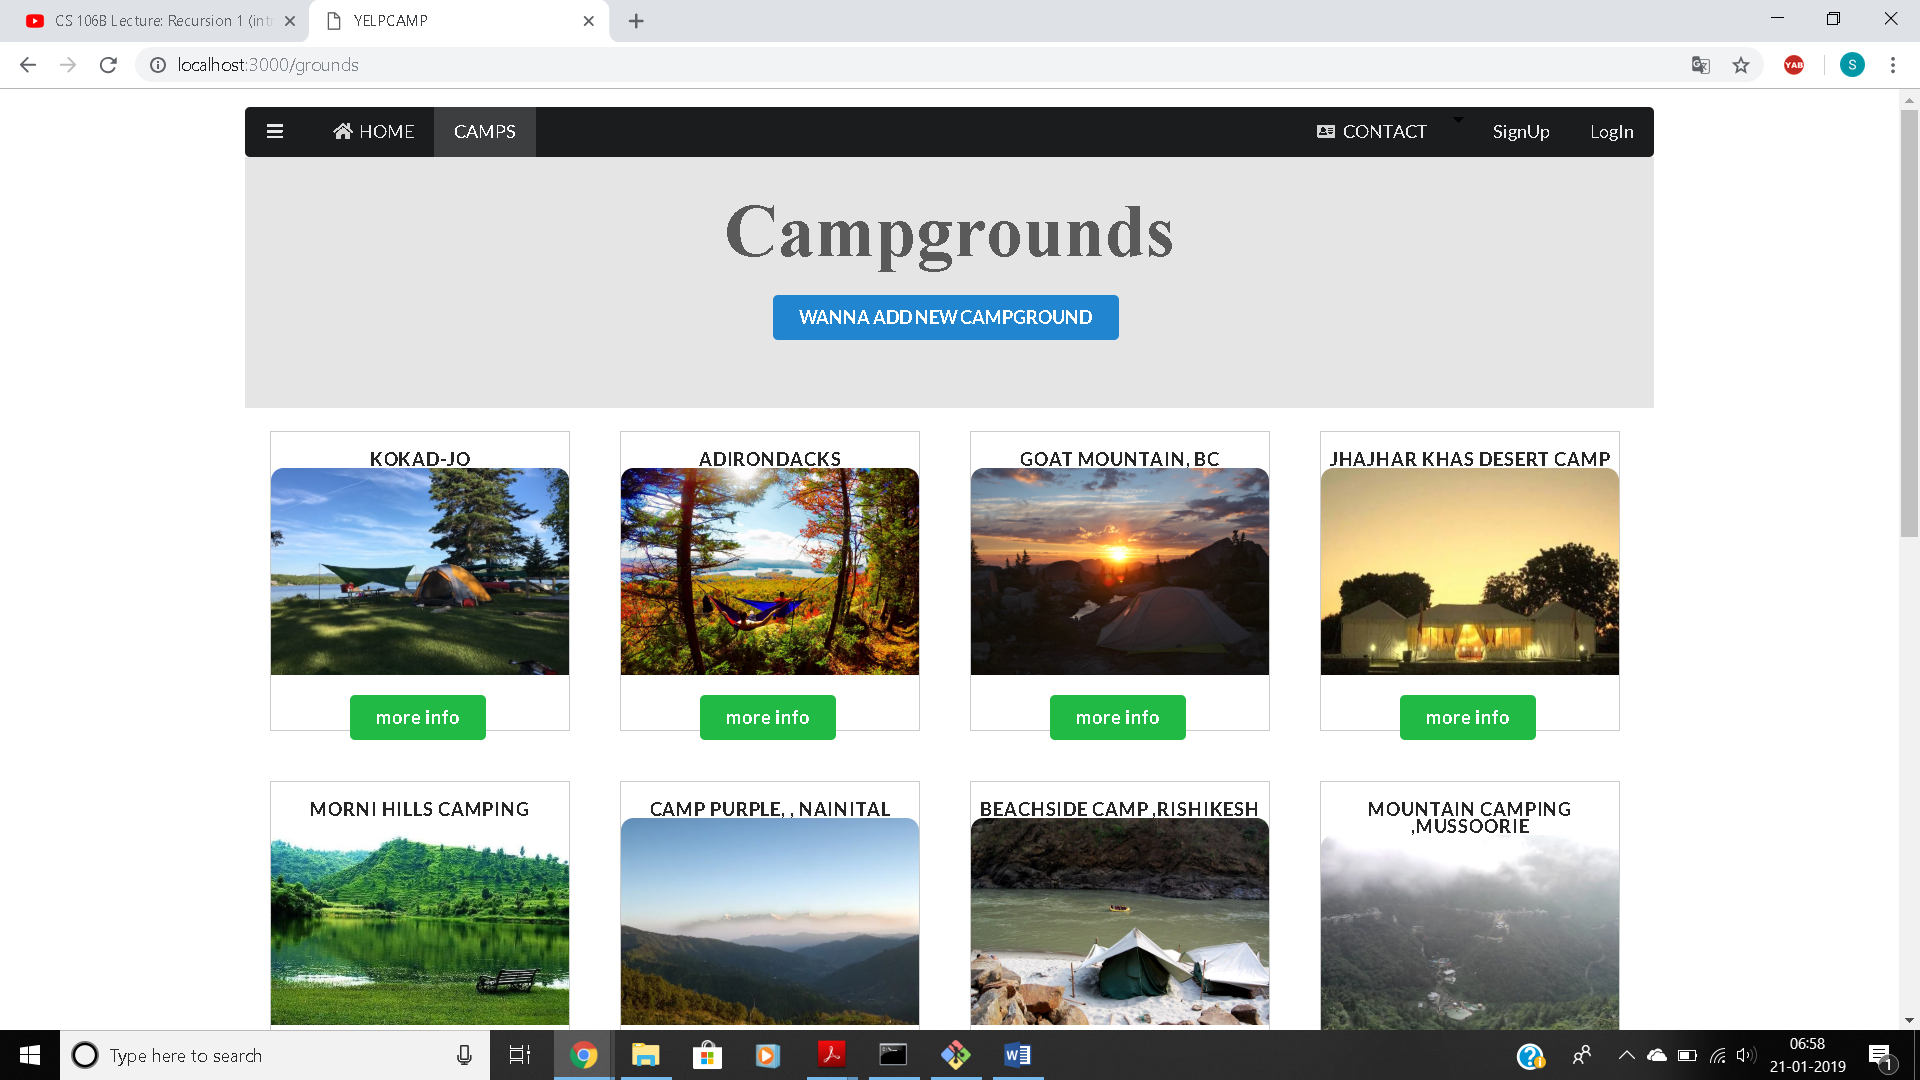 CS 106B Lecture: Recursion 1 (intr
YELPCAMP
localhost:3000/grounds
YAB
S
HOME
CAMPS
CONTACT
SignUp
LogIn
Campgrounds
WANNA ADD NEW CAMPGROUND
KOKAD-JO
ADIRONDACKS
GOAT MOUNTAIN, BC
JHAJHAR KHAS DESERT CAMP
more info
more info
more info
more info
MORNI HILLS CAMPING
CAMP PURPLE, , NAINITAL
BEACHSIDE CAMP ,RISHIKESH
MOUNTAIN CAMPING
,MUSSOORIE
Type here to search
06:58
21-01-2019
1